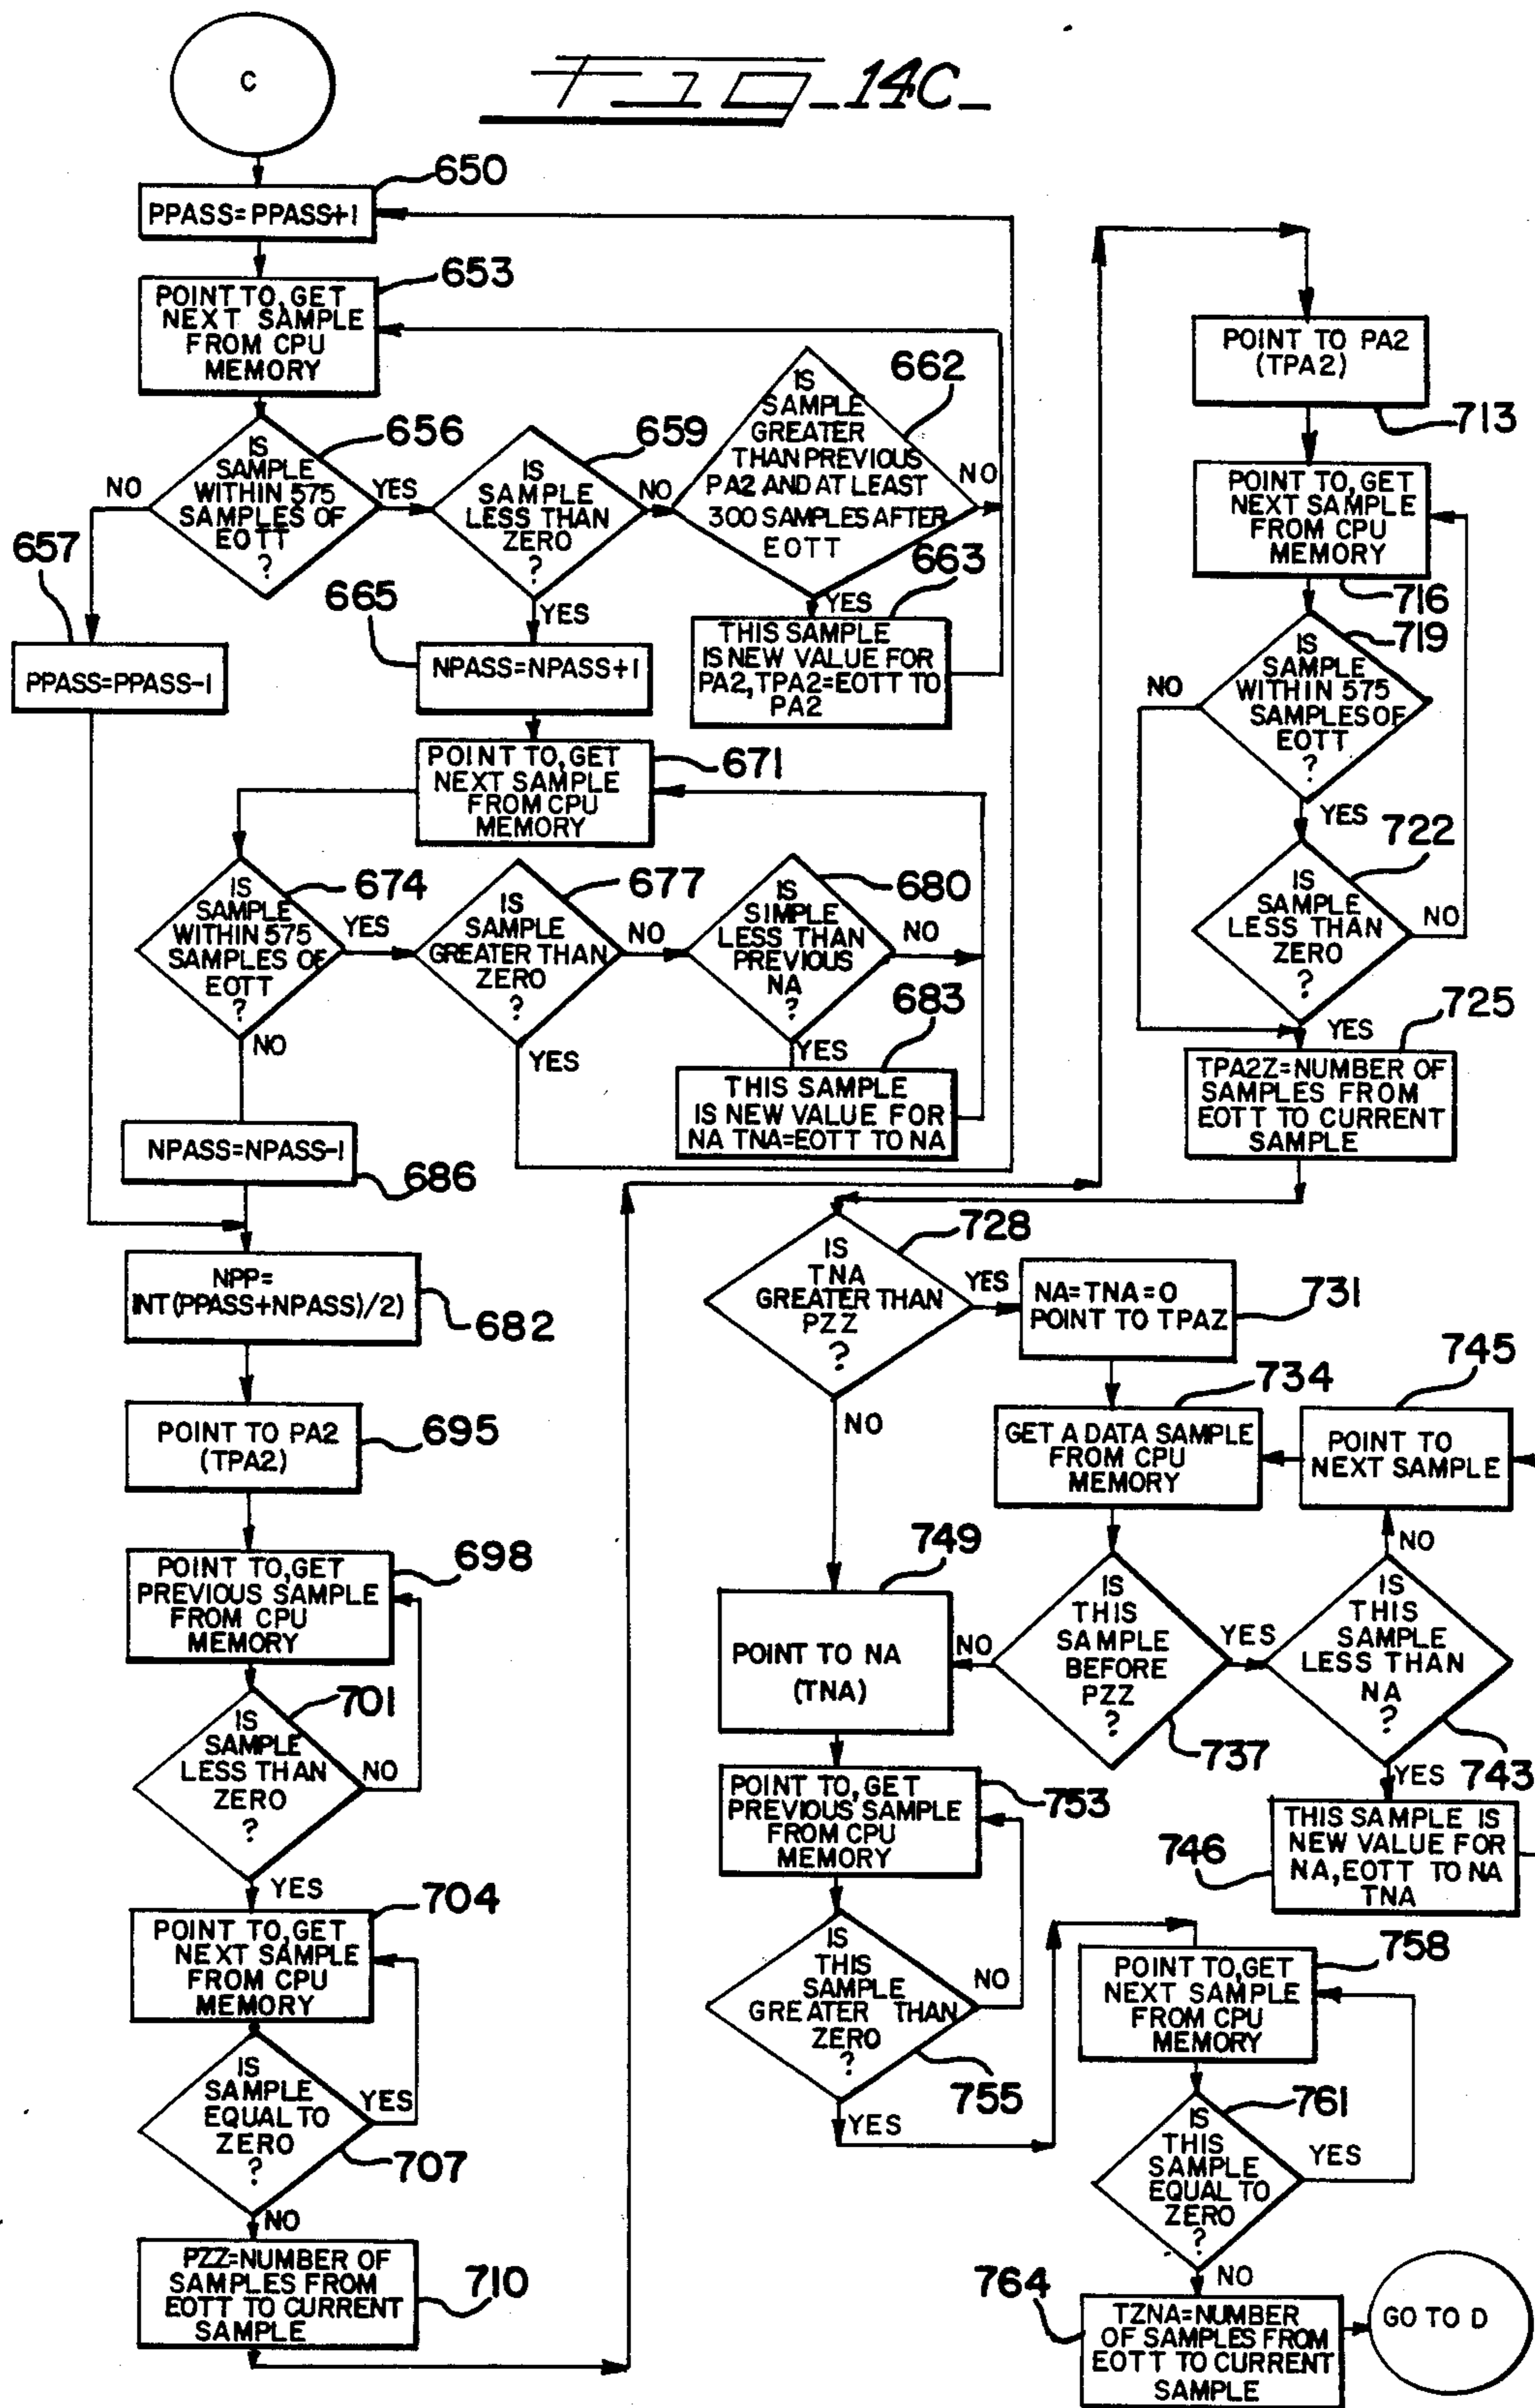 C
FIG_14C_
650
PPASS=PPASS+1
653
POINT TO, GET
NEXT SAMPLE
FROM CPU
MEMORY
656
IS
SAMPLE
WITHIN 575
SAMPLES OF
EOTT
?
NO
YES
659
IS
SAMPLE
LESS THAN
ZERO
?
NO
YES
662
IS
SAMPLE
GREATER
THAN PREVIOUS
PA2 AND AT LEAST
300 SAMPLES AFTER
EOTT
NO
YES
663
THIS SAMPLE
IS NEW VALUE FOR
PA2, TPA2=EOTT TO
PA2
657
PPASS=PPASS-1
665
NPASS=NPASS+1
671
POINT TO, GET
NEXT SAMPLE
FROM CPU
MEMORY
674
IS
SAMPLE
WITHIN 575
SAMPLES OF
EOTT
?
YES
NO
677
IS
SAMPLE
GREATER THAN
ZERO
?
NO
YES
680
IS
SIMPLE
LESS THAN
PREVIOUS
NA
?
NO
YES
683
THIS SAMPLE
IS NEW VALUE FOR
NA TNA=EOTT TO NA
NPASS=NPASS-1
686
NPP=
INT(PPASS+NPASS)/2)
682
POINT TO PA2
(TPA2)
695
POINT TO, GET
PREVIOUS SAMPLE
FROM CPU
MEMORY
698
701
IS
SAMPLE
LESS THAN
ZERO
?
NO
YES
704
POINT TO, GET
NEXT SAMPLE
FROM CPU
MEMORY
IS
SAMPLE
EQUAL TO
ZERO
?
YES
707
NO
PZZ=NUMBER OF
SAMPLES FROM
EOTT TO CURRENT
SAMPLE
710
POINT TO PA2
(TPA2)
713
POINT TO, GET
NEXT SAMPLE
FROM CPU
MEMORY
716
719
IS
SAMPLE
WITHIN 575
SAMPLES OF
EOTT
?
NO
YES
722
IS
SAMPLE
LESS THAN
ZERO
?
NO
YES
725
TPA2Z=NUMBER OF
SAMPLES FROM
EOTT TO CURRENT
SAMPLE
728
IS
TNA
GREATER THAN
PZZ
?
YES
NO
NA=TNA=0
POINT TO TPAZ
731
734
GET A DATA SAMPLE
FROM CPU
MEMORY
745
POINT TO
NEXT SAMPLE
737
IS
THIS
SAMPLE
BEFORE
PZZ
?
NO
YES
IS
THIS
SAMPLE
LESS THAN
NA
?
NO
YES
743
746
THIS SAMPLE IS
NEW VALUE FOR
NA, EOTT TO NA
TNA
749
POINT TO NA
(TNA)
753
POINT TO, GET
PREVIOUS SAMPLE
FROM CPU
MEMORY
IS
THIS
SAMPLE
GREATER THAN
ZERO
?
NO
755
YES
758
POINT TO, GET
NEXT SAMPLE
FROM CPU
MEMORY
761
IS
THIS
SAMPLE
EQUAL TO
ZERO
?
YES
NO
764
TZNA=NUMBER
OF SAMPLES FROM
EOTT TO CURRENT
SAMPLE
GO TO D